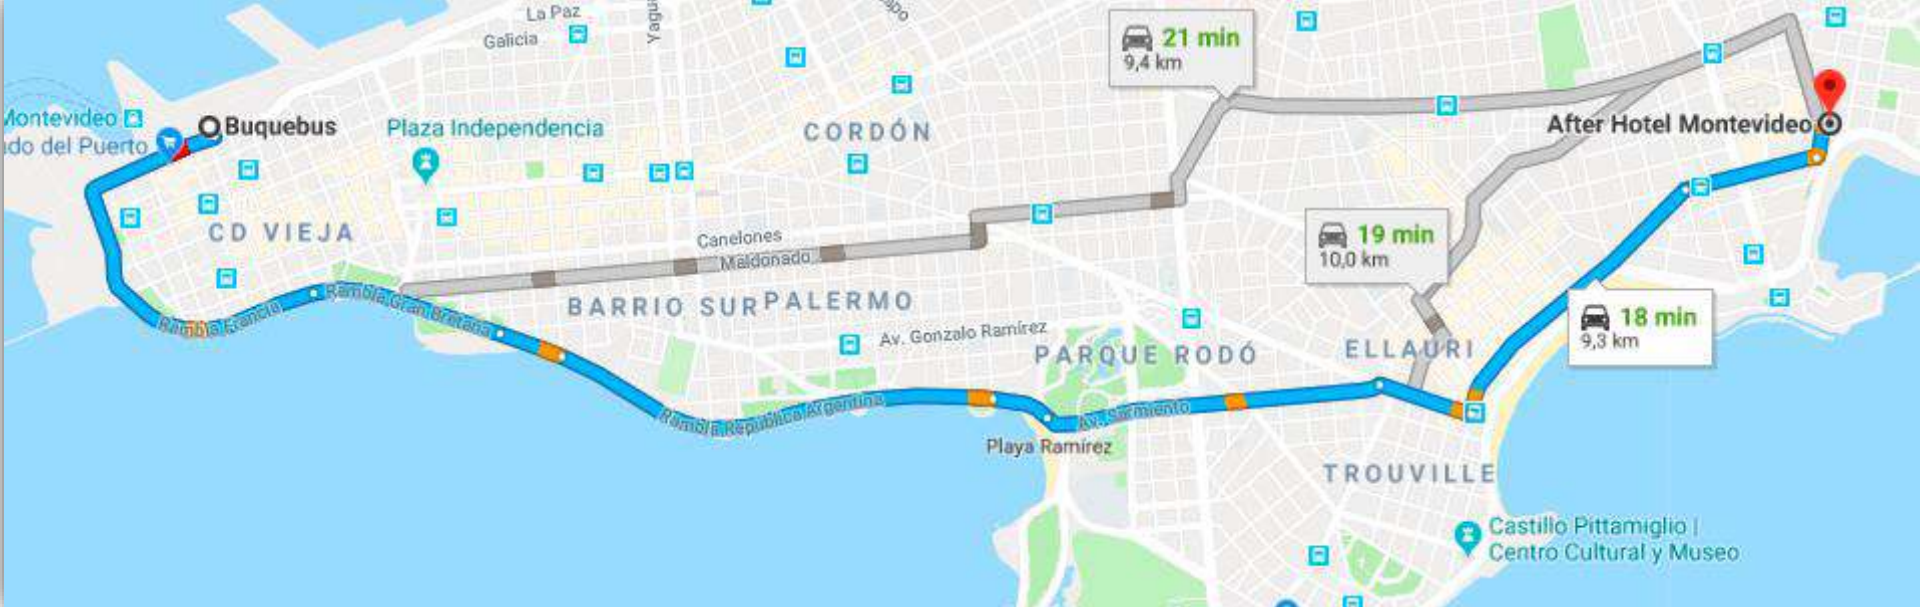 La Paz
Galicia
21 min
9,4 km
Montevideo
do del Puerto
Buquebus
Plaza Independencia
CORDÓN
After Hotel Montevideo
CD VIEJA
Canelones
Maldonado
19 min
10,0 km
Rambla Francia
Rambla Gran Bretaña
BARRIO SUR
PALERMO
Av. Gonzalo Ramírez
PARQUE RODÓ
ELLAURI
18 min
9,3 km
Rambla República Argentina
Av. Sarmiento
Playa Ramírez
TROUVILLE
Castillo Pittamiglio |
Centro Cultural y Museo